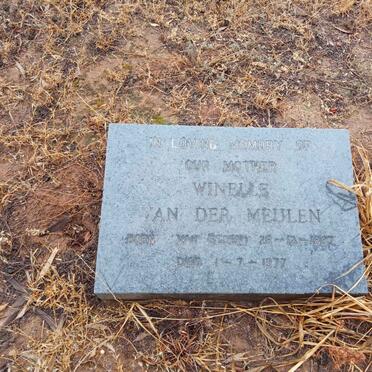 IN LOVING MEMORY OF
OUR MOTHER
WINELLE
VAN DER MEULEN
BORN
DIED 1-7-1977